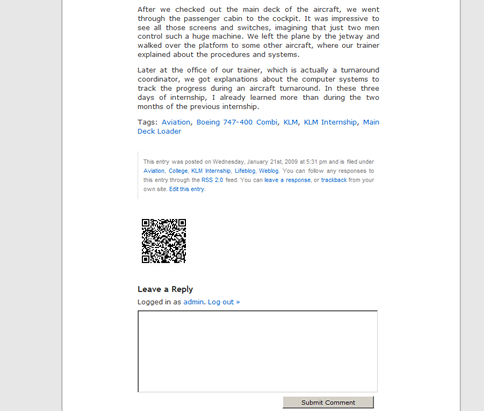 After we checked out the main deck of the aircraft, we went
through the passenger cabin to the cockpit. It was impressive to
see all those screens and switches, imagining that just two men
control such a huge machine. We left the plane by the jetway and
walked over the platform to some other aircraft, where our trainer
explained about the procedures and systems.
Later at the office of our trainer, which is actually a turnaround
coordinator, we got explanations about the computer systems to
track the progress during an aircraft turnaround. In these three
days of internship, I already learned more than during the two
months of the previous internship.
Tags: Aviation, Boeing 747-400 Combi, KLM, KLM Internship, Main
Deck Loader
This entry was posted on Wednesday, January 21st, 2009 at 5:31 pm and is filed under
Aviation, College, KLM Internship, Lifeblog, Weblog. You can follow any responses to
this entry through the RSS 2.0 feed. You can leave a response, or trackback from your
own site. Edit this entry.
Leave a Reply
Logged in as admin. Log out »
Submit Comment